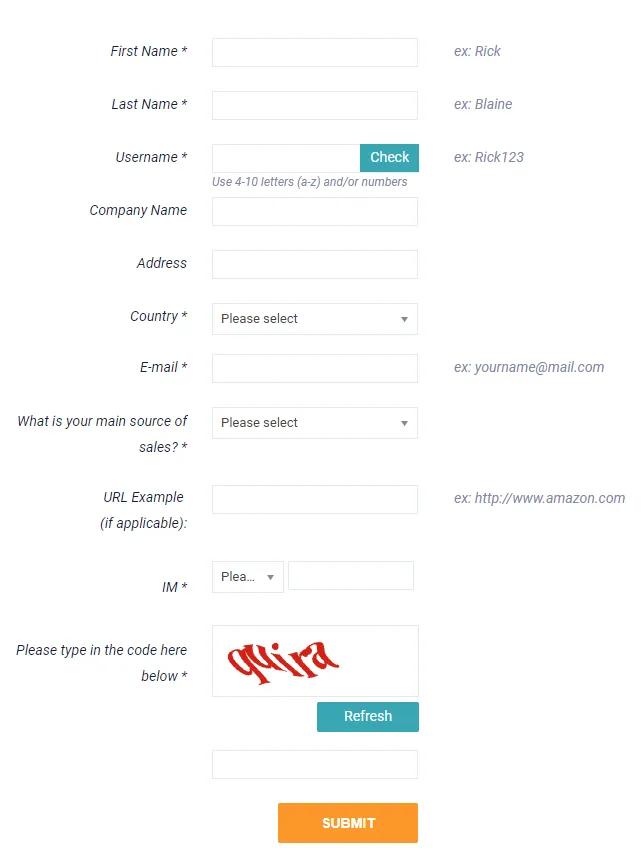 First Name * ex: Rick
Last Name * ex: Blaine
Username * Check ex: Rick123
Use 4-10 letters (a-z) and/or numbers
Company Name
Address
Country * Please select
E-mail * ex: yourname@mail.com
What is your main source of Please select
sales? *
URL Example ex: http://www.amazon.com
(if applicable):
Plea...
IM *
Please type in the code here
below *
Refresh
SUBMIT